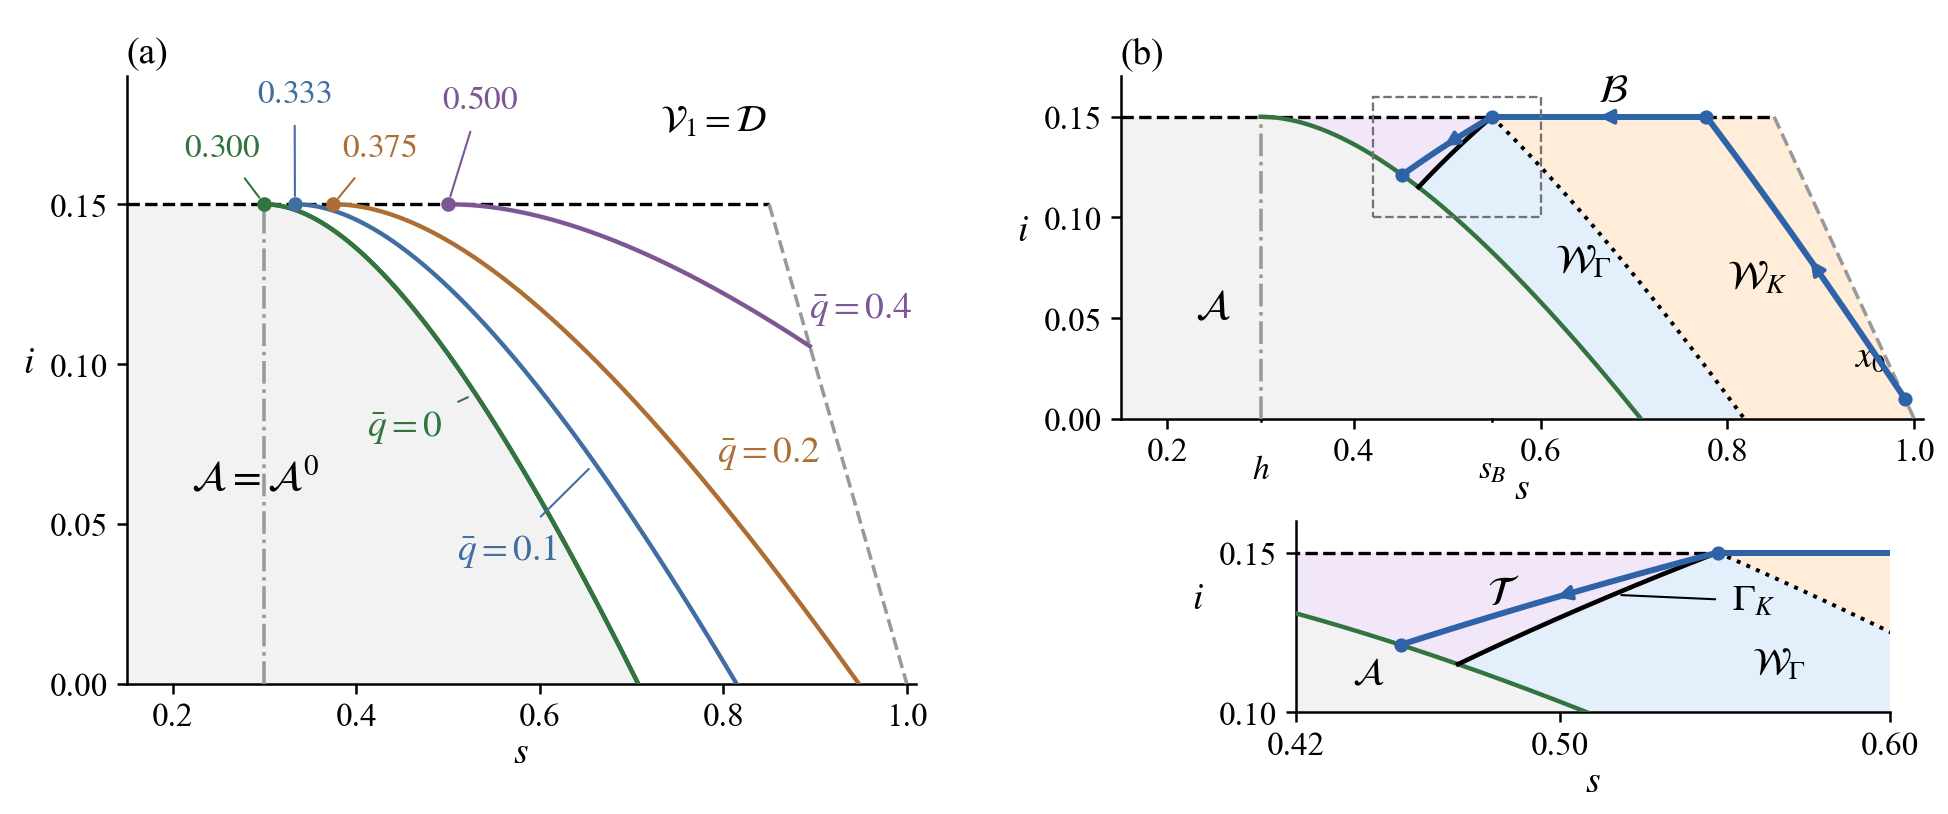 (a)
0.333
0.500
0.300
0.375
𝒱₁ = 𝒟
0.15
i
0.10
0.05
0.00
q̄ = 0.4
q̄ = 0
q̄ = 0.2
𝒜 = 𝒜⁰
q̄ = 0.1
0.2
0.4
0.6
0.8
1.0
s
(b)
ℬ
0.15
i
0.10
0.05
0.00
𝒲_Γ
𝒲_K
𝒜
x₀
0.2
0.4
0.6
0.8
1.0
h
s_B
s
0.15
i
0.10
𝒯
Γ_K
𝒜
𝒲_Γ
0.42
0.50
0.60
s